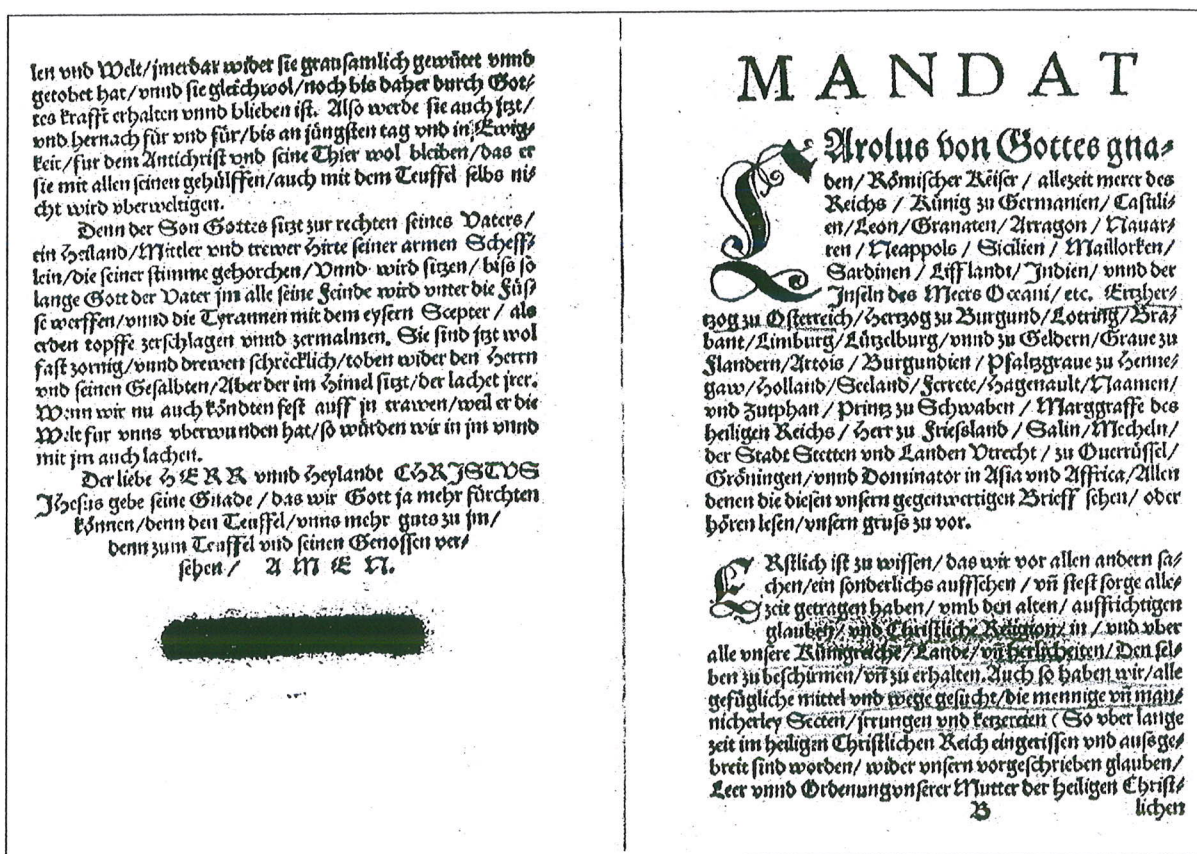 len vnd Welt/jmerdar wider sie grausamlich gewütet vnnd
getobet hat/vnnd sie gleichwol/noch bis daher durch Got⸗
tes krafft erhalten vnnd blieben ist. Also werde sie auch jtzt/
vnd hernach für vnd für/bis an jüngsten tag vnd in Ewig⸗
keit/fur dem Antichrist vnd seine Thier wol bleiben/das er
sie mit allen seinen gehülffen/auch mit dem Teuffel selbs ni⸗
cht wird vberweltigen.
Denn der Son Gottes sitzt zur rechten seines Vaters/
ein Heiland/Mittler vnd trewer Hirte seiner armen Scheff⸗
lein/die seiner stimme gehorchen/Vnnd wird sitzen/biss so
lange Gott der Vater jm alle seine Feinde wird vnter die Füs⸗
se werffen/vnnd die Tyrannen mit dem eysern Scepter/als
erden topffe zerschlagen vnnd zermalmen. Sie sind jtzt wol
fast zornig/vnnd drewen schrecklich/toben wider den Herrn
vnd seinen Gesalbten/Aber der im Himel sitzt/der lachet jrer.
Wenn wir nu auch köndten fest auff jn trawen/weil er die
Welt fur vnns vberwunden hat/so würden wir in jm vnnd
mit jm auch lachen.
Der liebe HERR vnnd Heylandt CHRJSTVS
JHesus gebe seine Gnade/das wir Gott ja mehr fürchten
können/denn den Teuffel/vnns mehr guts zu jm/
denn zum Teuffel vnd seinen Genossen ver⸗
sehen/ AMEN.
MANDAT
CArolus von Gottes gna⸗
den/Römischer Keiser/allezeit merer des
Reichs/Künig zu Germanien/Castili⸗
en/Leon/Granaten/Arragon/Nauar⸗
ren/Neappols/Sicilien/Maillorken/
Sardinen/Lifflandt/Jndien/vnnd der
Jnseln des Meers Oceani/etc. Ertzher⸗
tzog zu Osterreich/Hertzog zu Burgund/Lotring/Bra⸗
bant/Limburg/Lützelburg/vnnd zu Geldern/Graue zu
Flandern/Artois/Burgundien/Pfaltzgraue zu Henne⸗
gaw/Holland/Seeland/Ferrete/Hagenault/Naamen/
vnd Zutphan/Printz zu Schwaben/Marggraffe des
heiligen Reichs/Herr zu Friessland/Salin/Mecheln/
der Stadt Stetten vnd Landen Vtrecht/zu Ouerrüssel/
Gröningen/vnnd Dominator in Asia vnd Affrica/Allen
denen die diesen vnsern gegenwertigen Brieff sehen/oder
hören lesen/vnsern gruss zu vor.
ERstlich ist zu wissen/das wir vor allen andern sa⸗
chen/ein sonderlichs auffsehen/vñ stest sorge alle⸗
zeit getragen haben/vmb den alten/auffrichtigen
glauben/vnd Christliche Religion/in/vnd vber
alle vnsere Künigreiche/Lande/vñ herlicheiten/Den sel⸗
ben zu beschirmen/vñ zu erhalten. Auch so haben wir/alle
gefügliche mittel vnd wege gesucht/die mennige vñ man⸗
nicherley Secten/jrrungen vnd ketzereien (So vber lange
zeit im heiligen Christlichen Reich eingerissen vnd aussge⸗
breit sind worden/wider vnsern vorgeschrieben glauben/
Leer vnnd Ordenung vnserer Mutter der heiligen Christ⸗
B lichen